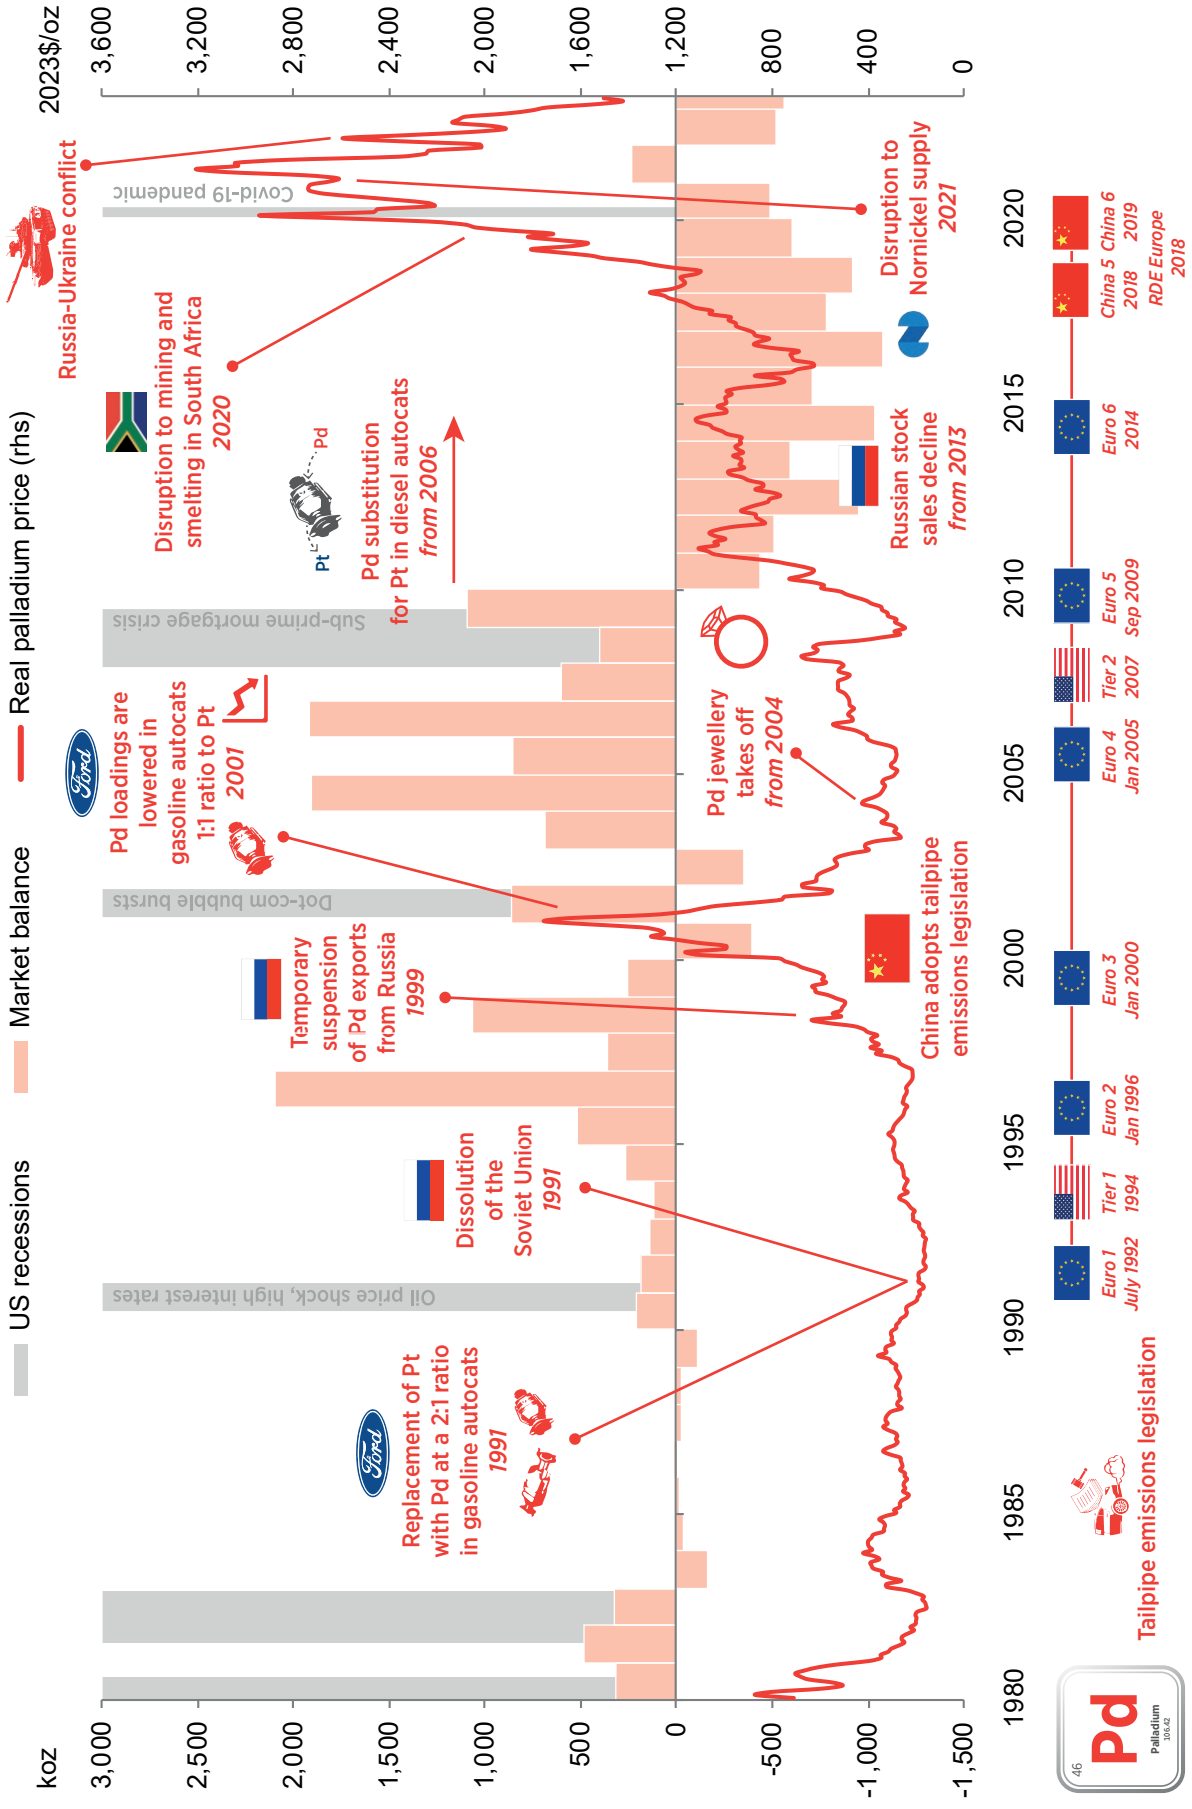 US recessions
Market balance
Real palladium price (rhs)
koz
2023$/oz
3,000
2,500
2,000
1,500
1,000
500
0
-500
-1,000
-1,500
3,600
3,200
2,800
2,400
2,000
1,600
1,200
800
400
0
Oil price shock, high interest rates
Dot-com bubble bursts
Sub-prime mortgage crisis
Covid-19 pandemic
Ford
Replacement of Pt
with Pd at a 2:1 ratio
in gasoline autocats
1991
Dissolution
of the
Soviet Union
1991
Temporary
suspension
of Pd exports
from Russia
1999
Ford
Pd loadings are
lowered in
gasoline autocats
1:1 ratio to Pt
2001
Pt
Pd
Pd substitution
for Pt in diesel autocats
from 2006
Disruption to mining and
smelting in South Africa
2020
Russia-Ukraine conflict
China adopts tailpipe
emissions legislation
Pd jewellery
takes off
from 2004
Russian stock
sales decline
from 2013
Disruption to
Nornickel supply
2021
1980
1985
1990
1995
2000
2005
2010
2015
2020
46
Pd
Palladium
106.42
Tailpipe emissions legislation
Euro 1
July 1992
Tier 1
1994
Euro 2
Jan 1996
Euro 3
Jan 2000
Euro 4
Jan 2005
Tier 2
2007
Euro 5
Sep 2009
Euro 6
2014
China 5
2018
China 6
2019
RDE Europe
2018